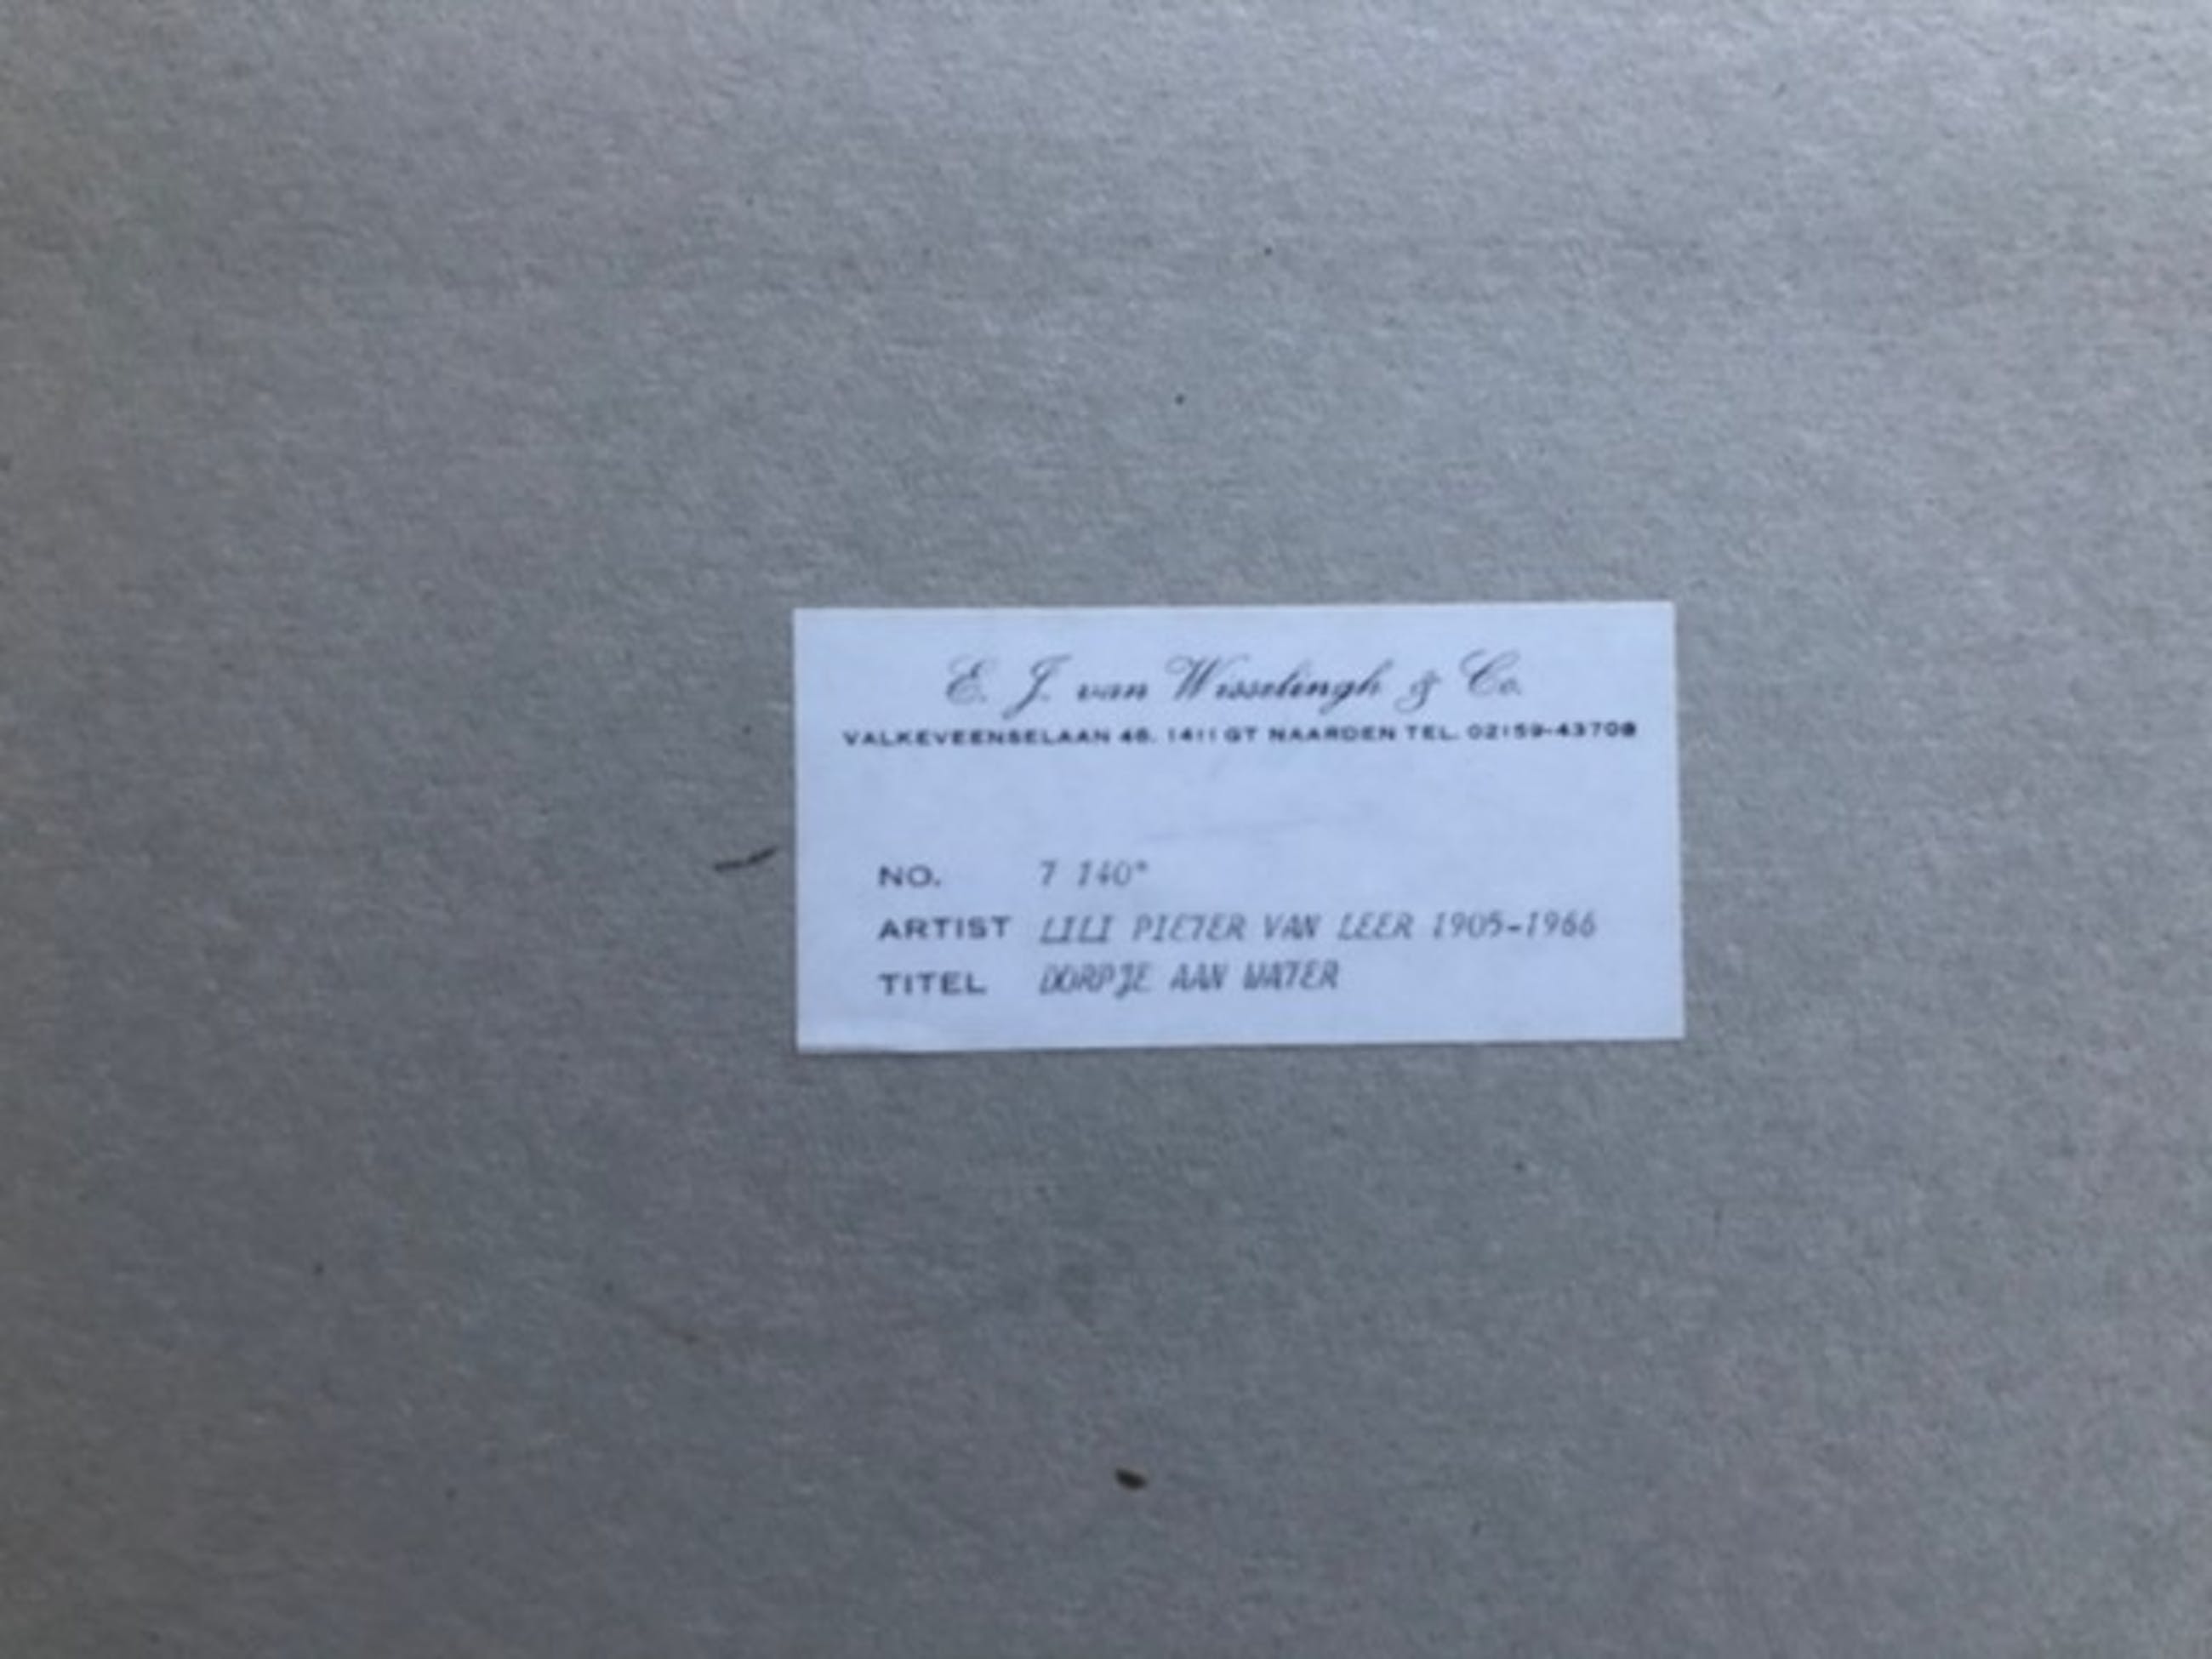 E. J. van Wisselingh & Co.
VALKEVEENSELAAN 46, 1411 GT NAARDEN TEL. 02159-43708
NO. 7 140*
ARTIST LILI PIETER VAN LEER 1905-1966
TITEL DORPJE AAN WATER